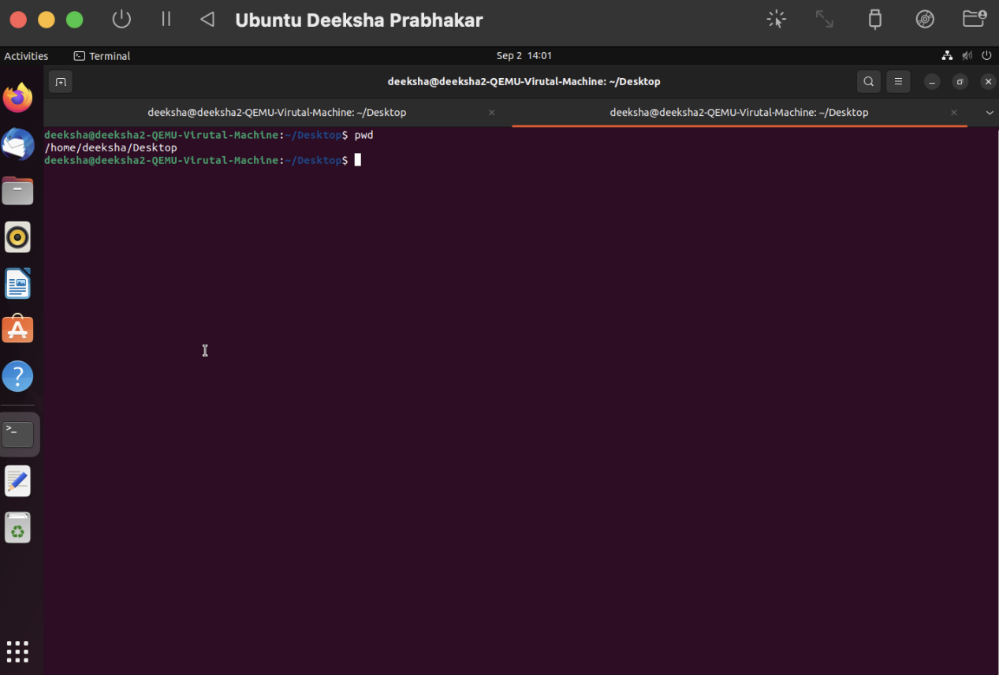 Ubuntu Deeksha Prabhakar
Activities
Terminal
Sep 2 14:01
deeksha@deeksha2-QEMU-Virutal-Machine: ~/Desktop
deeksha@deeksha2-QEMU-Virutal-Machine: ~/Desktop
deeksha@deeksha2-QEMU-Virutal-Machine: ~/Desktop
deeksha@deeksha2-QEMU-Virutal-Machine:~/Desktop$ pwd
/home/deeksha/Desktop
deeksha@deeksha2-QEMU-Virutal-Machine:~/Desktop$